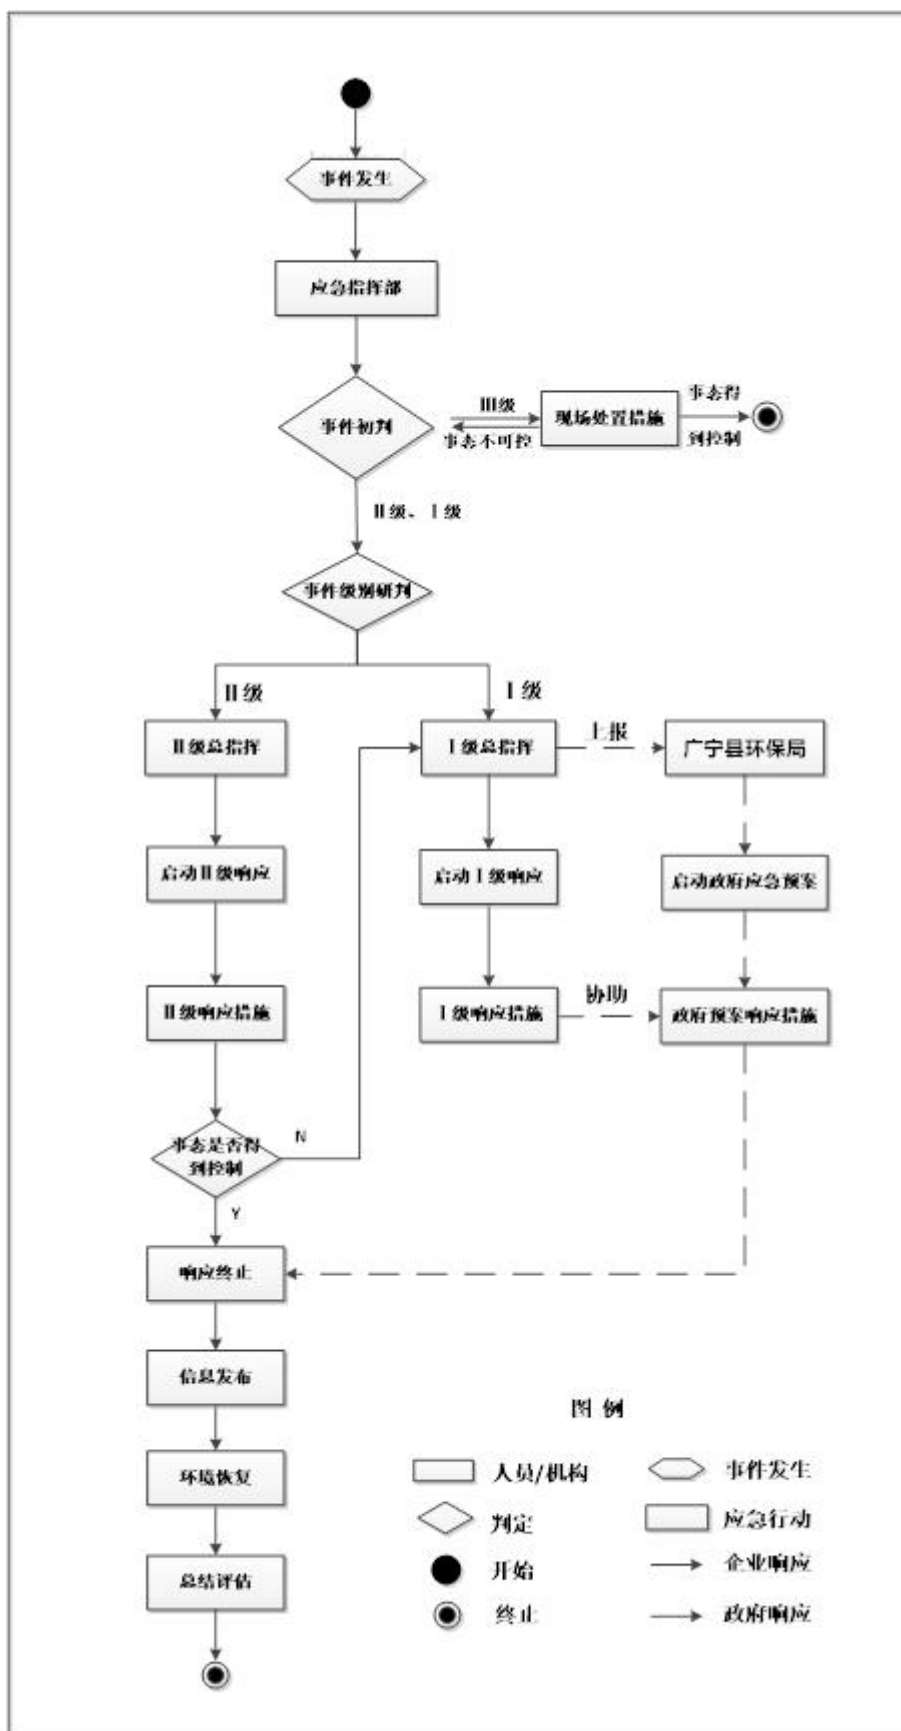 事件发生
应急指挥部
事件初判
III级
事态不可控
现场处置措施
事态得
到控制
II级、I级
事件级别研判
II级
I级
II级总指挥
I级总指挥
上报
广宁县环保局
启动II级响应
启动I级响应
启动政府应急预案
II级响应措施
I级响应措施
协助
政府预案响应措施
事态是否得
到控制
N
Y
响应终止
信息发布
环境恢复
总结评估
图 例
人员/机构
事件发生
判定
应急行动
开始
企业响应
终止
政府响应